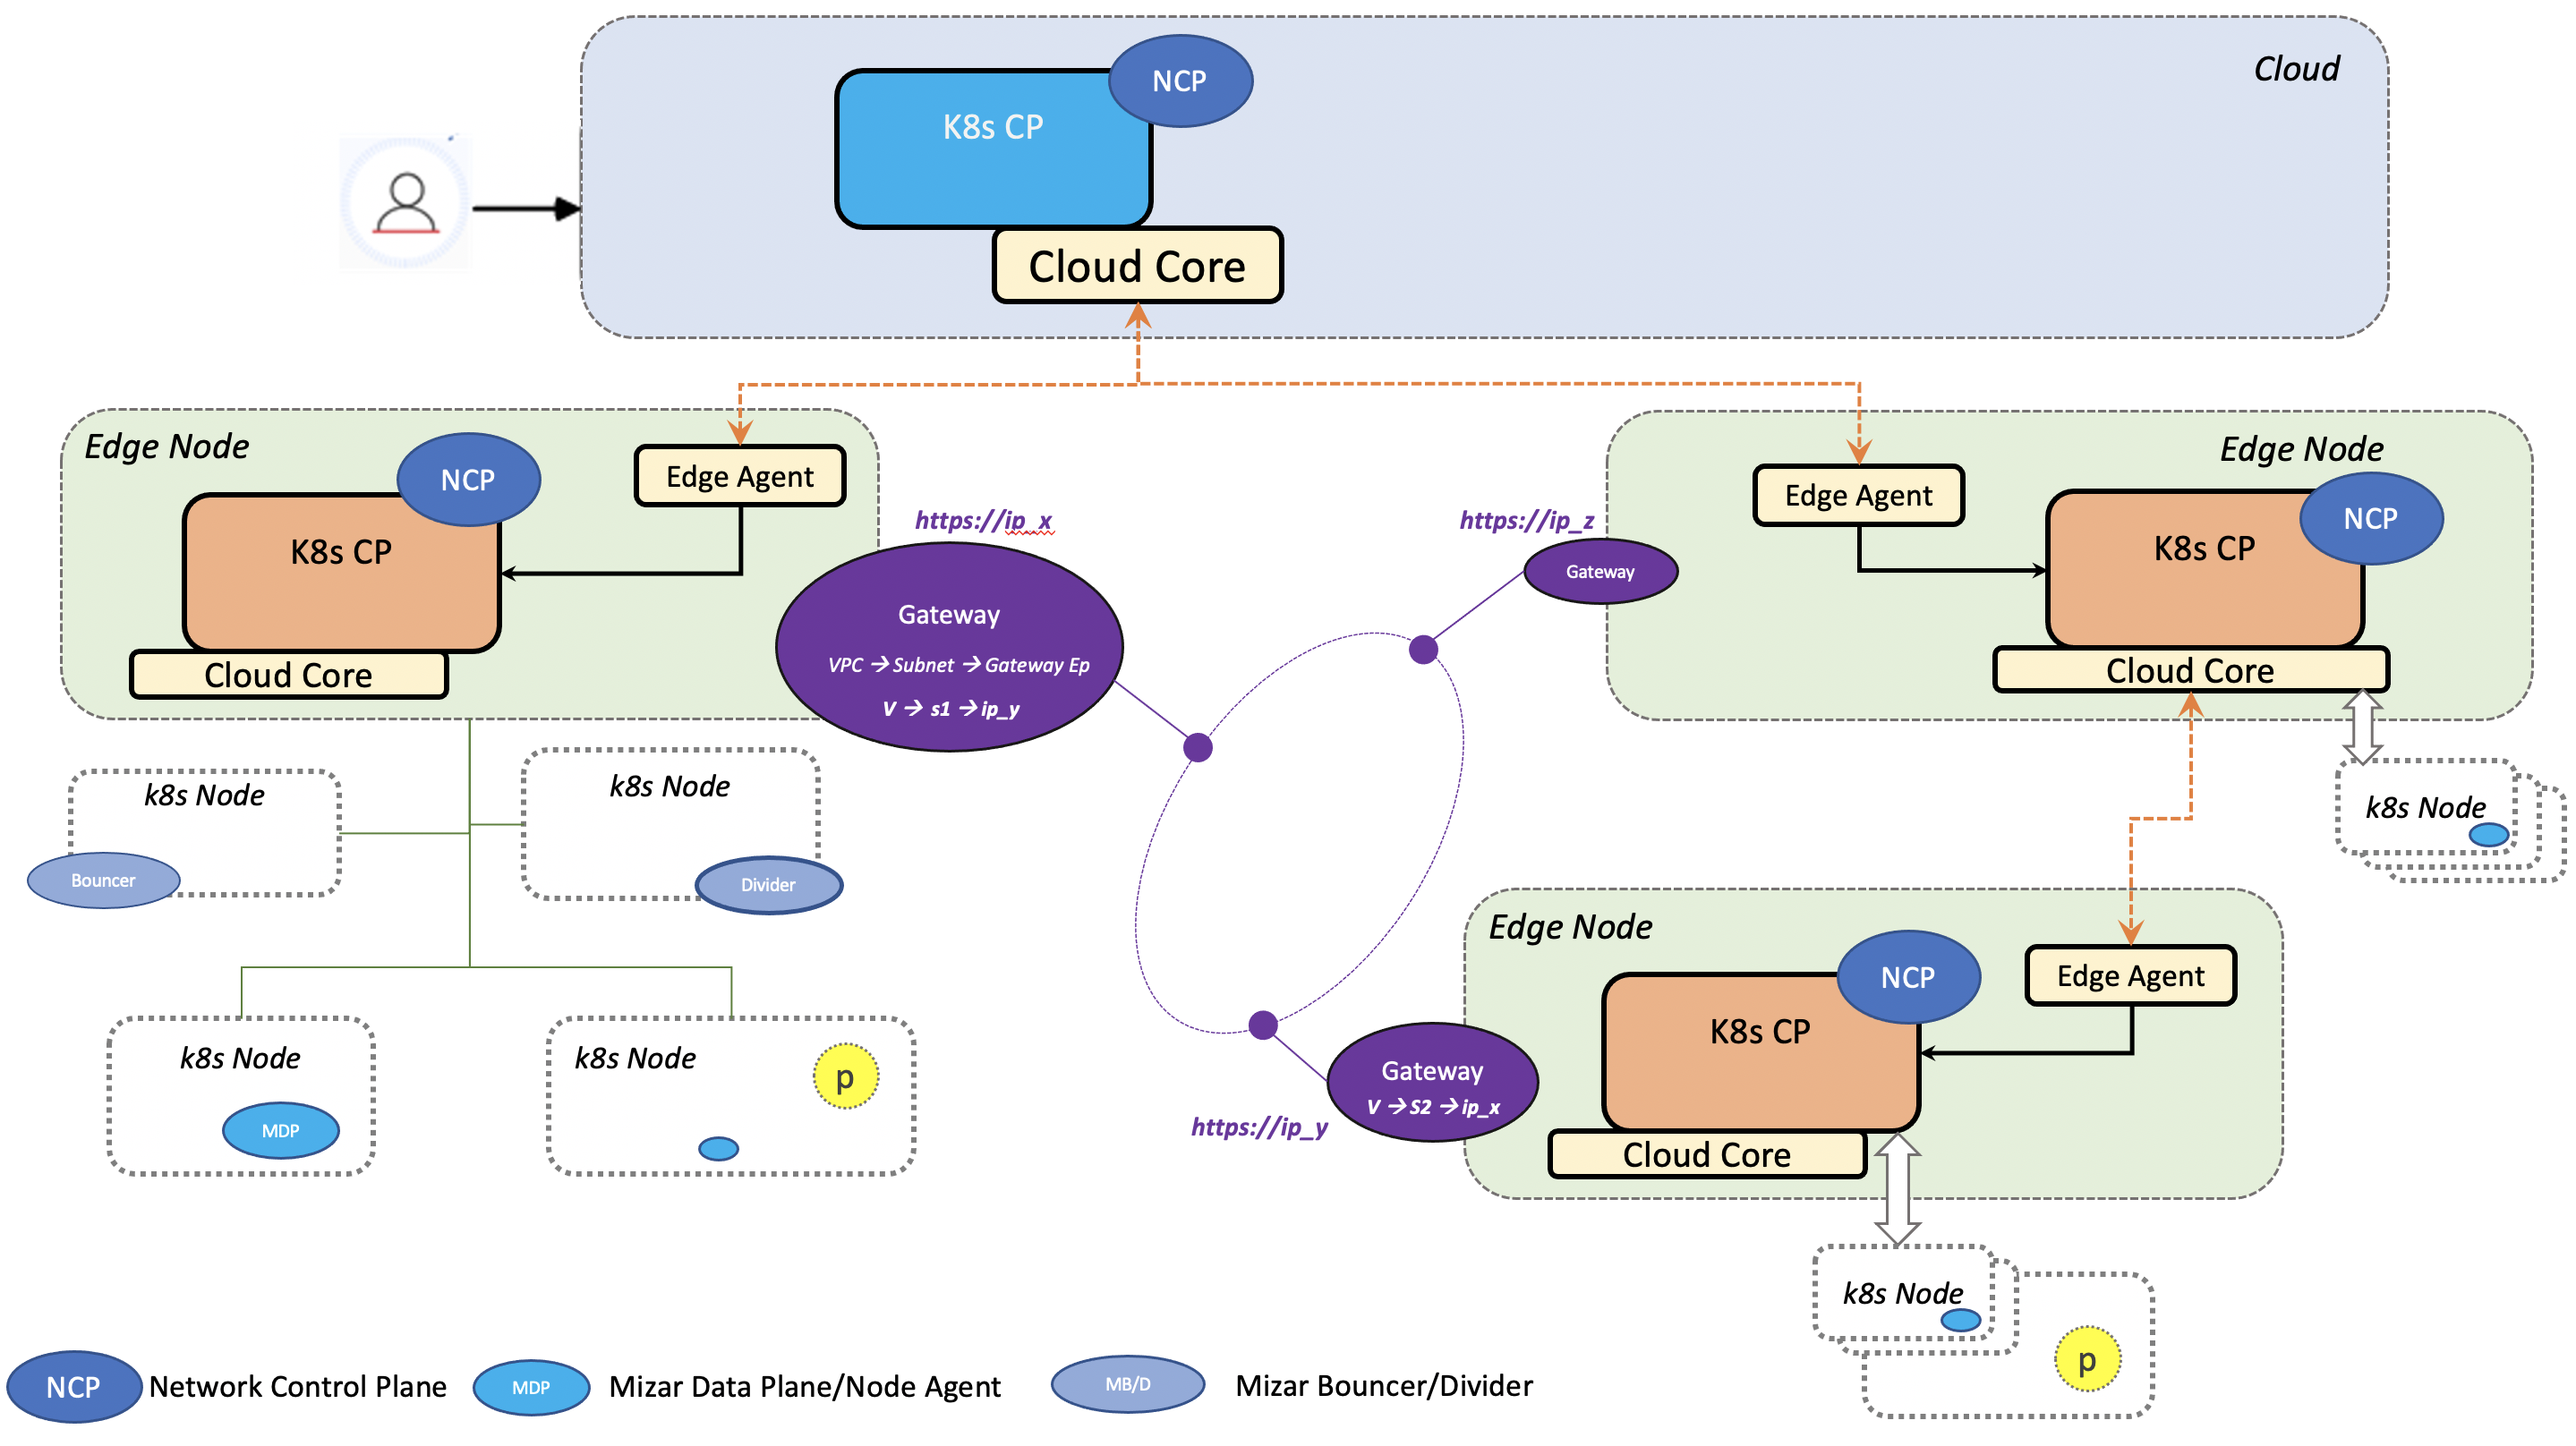 Cloud
NCP
K8s CP
Cloud Core
Edge Node
NCP
Edge Agent
K8s CP
Cloud Core
https://ip_x
Gateway
VPC → Subnet → Gateway Ep
V → s1 → ip_y
https://ip_z
Gateway
Edge Node
Edge Agent
NCP
K8s CP
Cloud Core
k8s Node
k8s Node
Bouncer
k8s Node
Divider
k8s Node
MDP
k8s Node
p
Edge Node
NCP
Edge Agent
K8s CP
Cloud Core
Gateway
V → S2 → ip_x
https://ip_y
k8s Node
p
NCP
Network Control Plane
MDP
Mizar Data Plane/Node Agent
MB/D
Mizar Bouncer/Divider